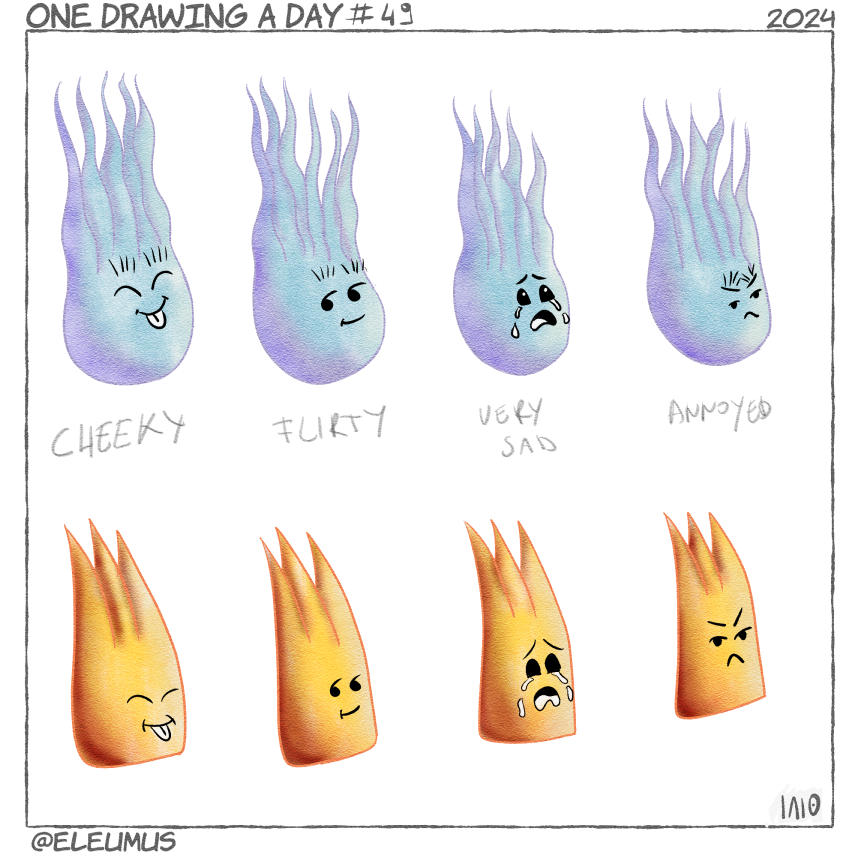 ONE DRAWING A DAY # 49
2024
CHEEKY
FLIRTY
VERY
SAD
ANNOYED
@ELEUMUS